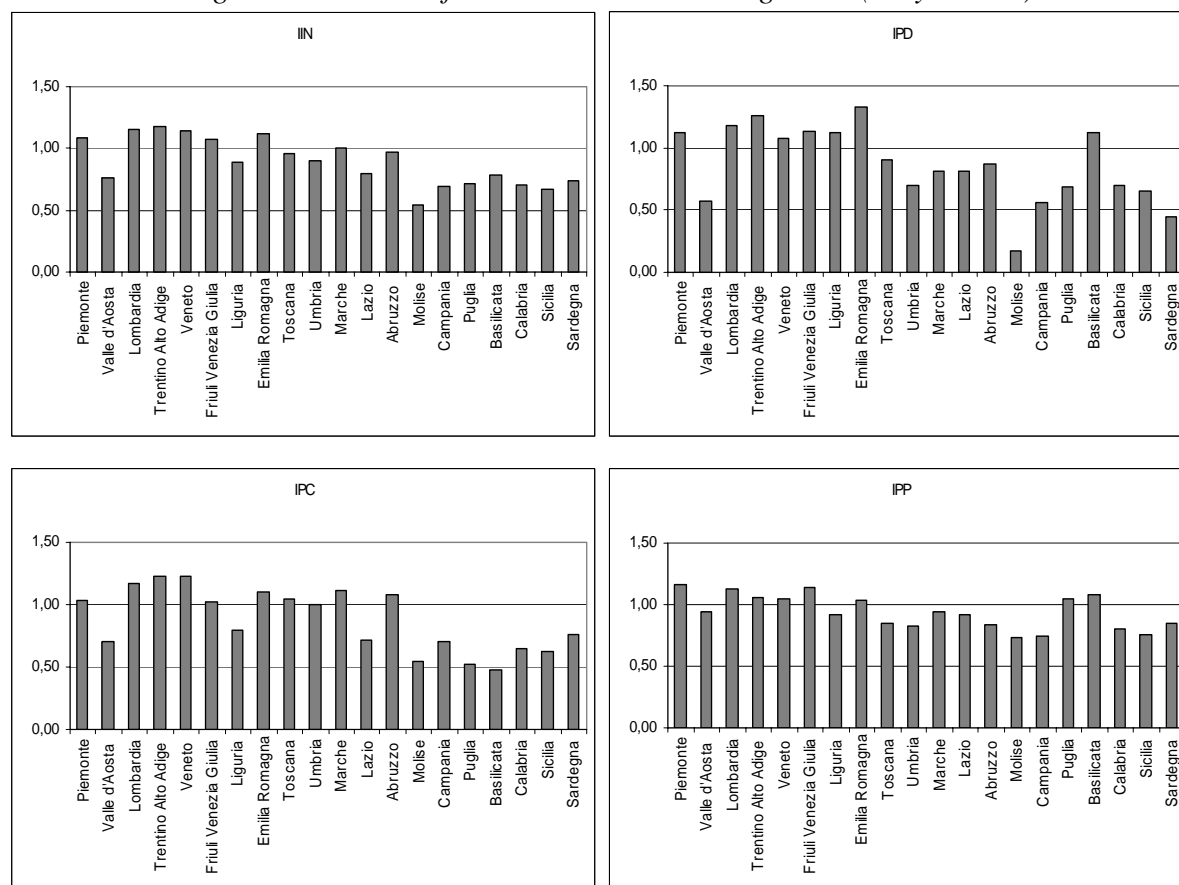 IIN
1,50
1,00
0,50
0,00
Piemonte
Valle d'Aosta
Lombardia
Trentino Alto Adige
Veneto
Friuli Venezia Giulia
Liguria
Emilia Romagna
Toscana
Umbria
Marche
Lazio
Abruzzo
Molise
Campania
Puglia
Basilicata
Calabria
Sicilia
Sardegna
IPD
1,50
1,00
0,50
0,00
Piemonte
Valle d'Aosta
Lombardia
Trentino Alto Adige
Veneto
Friuli Venezia Giulia
Liguria
Emilia Romagna
Toscana
Umbria
Marche
Lazio
Abruzzo
Molise
Campania
Puglia
Basilicata
Calabria
Sicilia
Sardegna
IPC
1,50
1,00
0,50
0,00
Piemonte
Valle d'Aosta
Lombardia
Trentino Alto Adige
Veneto
Friuli Venezia Giulia
Liguria
Emilia Romagna
Toscana
Umbria
Marche
Lazio
Abruzzo
Molise
Campania
Puglia
Basilicata
Calabria
Sicilia
Sardegna
IPP
1,50
1,00
0,50
0,00
Piemonte
Valle d'Aosta
Lombardia
Trentino Alto Adige
Veneto
Friuli Venezia Giulia
Liguria
Emilia Romagna
Toscana
Umbria
Marche
Lazio
Abruzzo
Molise
Campania
Puglia
Basilicata
Calabria
Sicilia
Sardegna